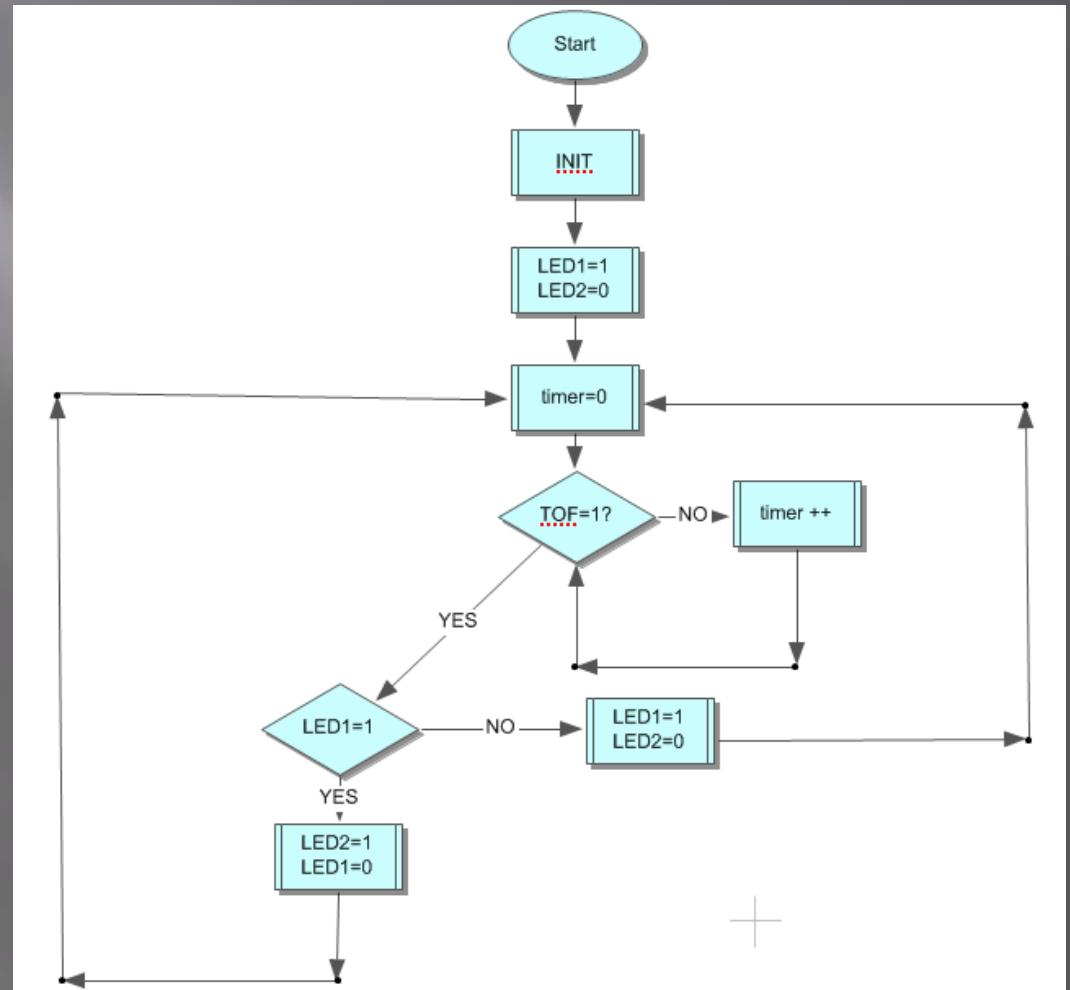 Start
INIT
LED1=1
LED2=0
timer=0
TOF=1?
NO
timer ++
YES
LED1=1
NO
LED1=1
LED2=0
YES
LED2=1
LED1=0